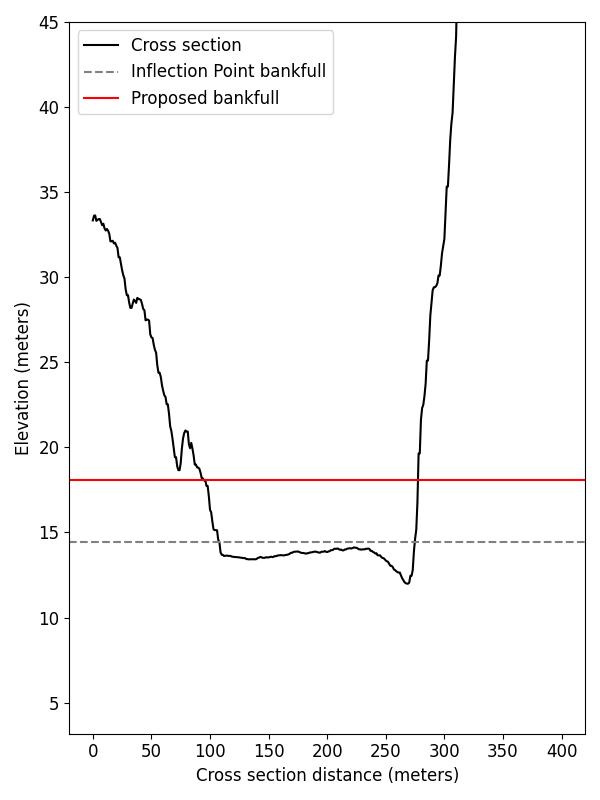 Cross section
Inflection Point bankfull
Proposed bankfull
45
40
35
30
25
20
15
10
5
Elevation (meters)
0 50 100 150 200 250 300 350 400
Cross section distance (meters)